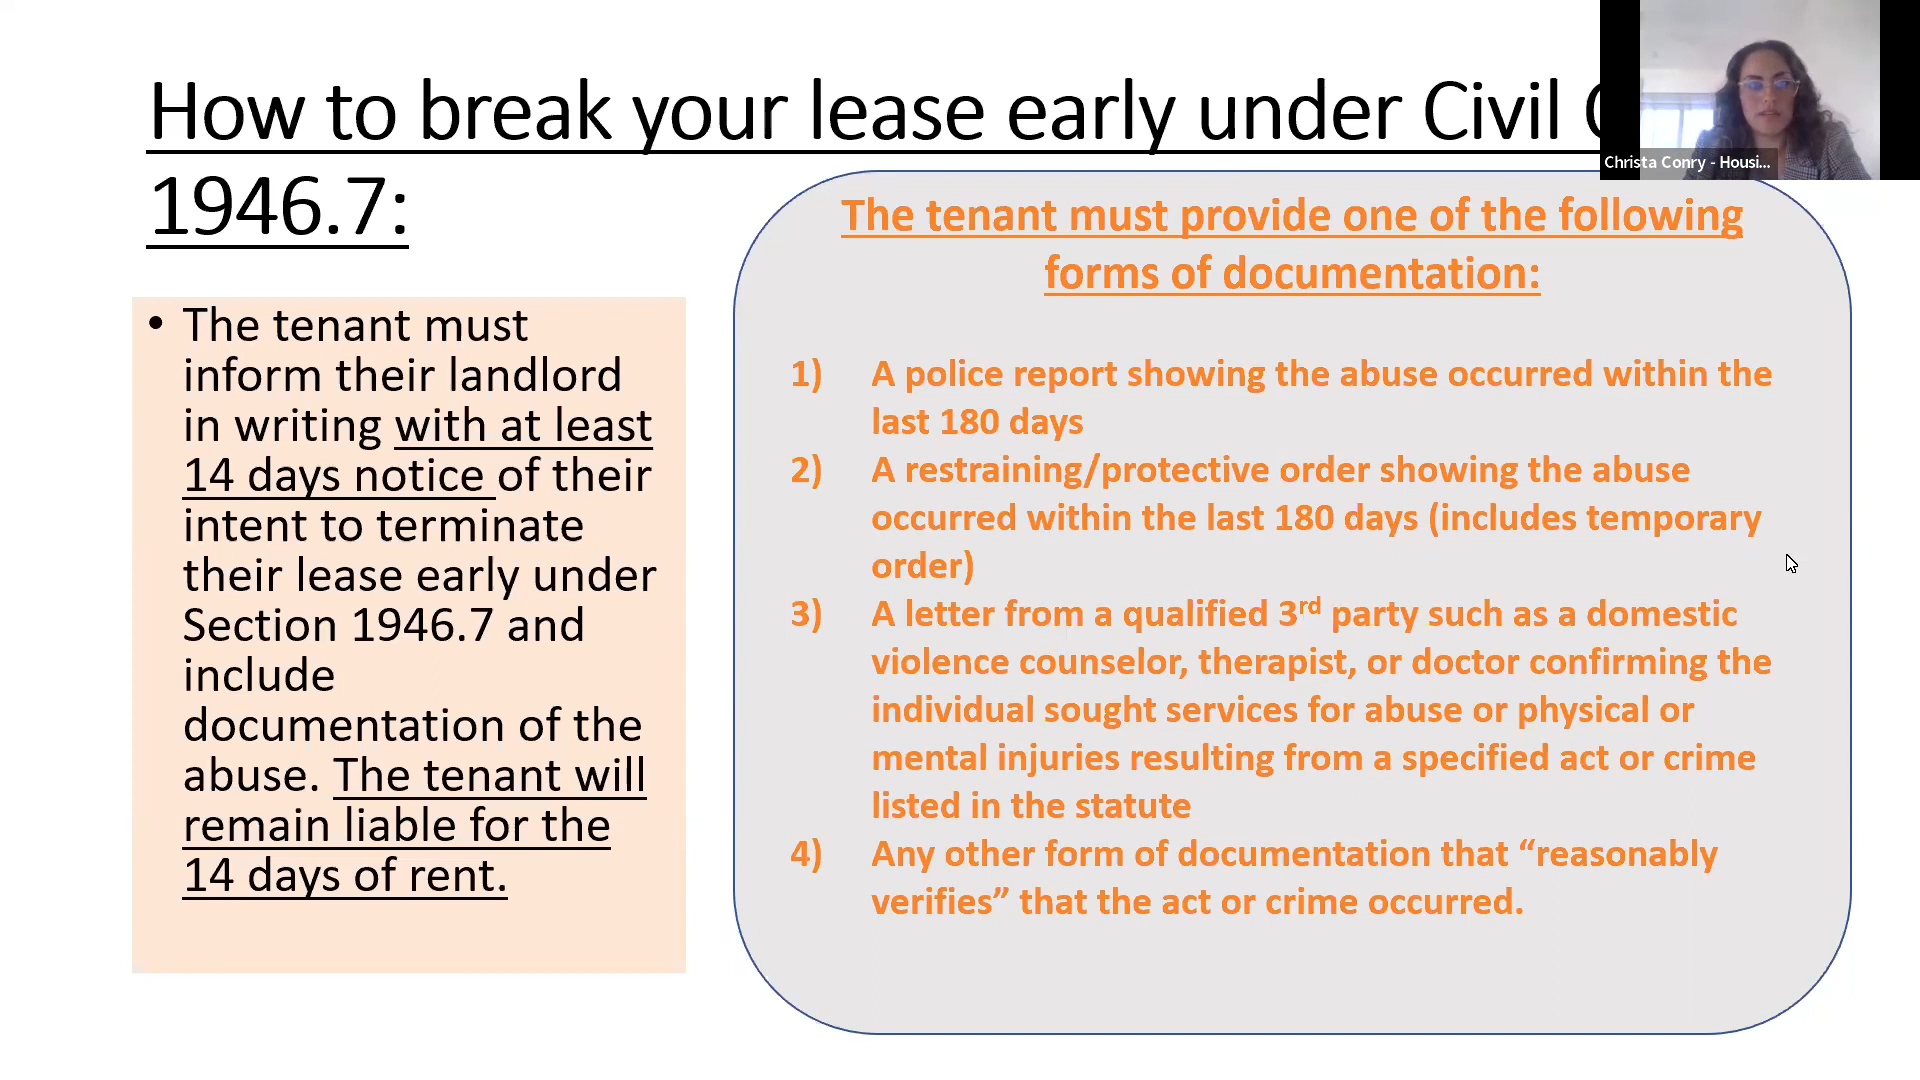 How to break your lease early under Civil
1946.7:
Christa Conry - Housi...
• The tenant must
inform their landlord
in writing with at least
14 days notice of their
intent to terminate
their lease early under
Section 1946.7 and
include
documentation of the
abuse. The tenant will
remain liable for the
14 days of rent.
The tenant must provide one of the following
forms of documentation:
1) A police report showing the abuse occurred within the
last 180 days
2) A restraining/protective order showing the abuse
occurred within the last 180 days (includes temporary
order)
3) A letter from a qualified 3rd party such as a domestic
violence counselor, therapist, or doctor confirming the
individual sought services for abuse or physical or
mental injuries resulting from a specified act or crime
listed in the statute
4) Any other form of documentation that “reasonably
verifies” that the act or crime occurred.